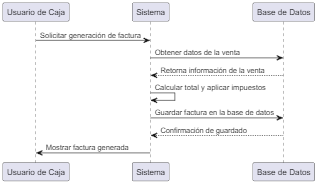 Usuario de Caja
Sistema
Base de Datos
Solicitar generación de factura
Obtener datos de la venta
Retorna información de la venta
Calcular total y aplicar impuestos
Guardar factura en la base de datos
Confirmación de guardado
Mostrar factura generada
Usuario de Caja
Sistema
Base de Datos